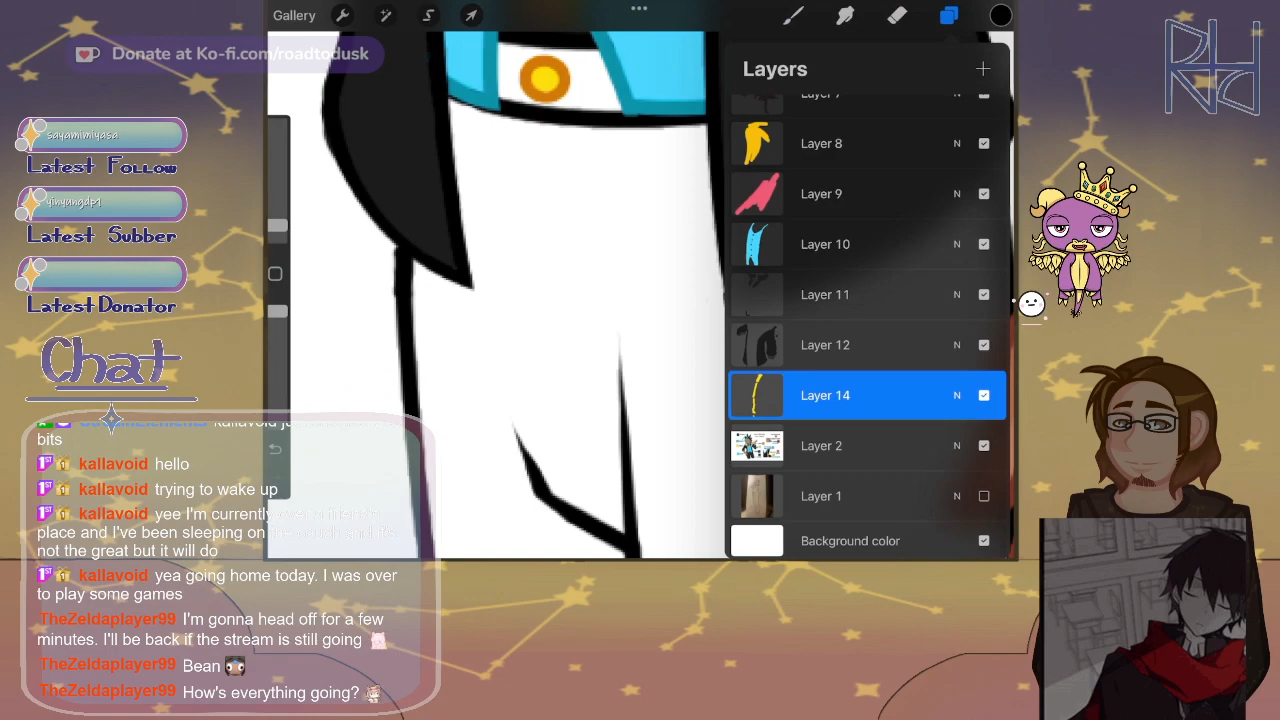 Gallery
Donate at Ko-fi.com/roadtodusk
Layers
Layer 7
N
Layer 8
N
Layer 9
N
Layer 10
N
Layer 11
N
Layer 12
N
Layer 14
N
Layer 2
N
Layer 1
N
Background color
sayamimiyasa
Latest Follow
yinyungdp1
Latest Subber
Latest Donator
Chat
bits
kallavoid hello
kallavoid trying to wake up
kallavoid yee I'm currently
place and I've been sleeping on
not the great but it will do
kallavoid yea going home today. I was over
to play some games
TheZeldaplayer99 I'm gonna head off for a few
minutes. I'll be back if the stream is still going
TheZeldaplayer99 Bean
TheZeldaplayer99 How's everything going?